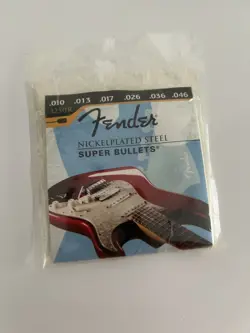 .010 .013 .017 .026 .036 .046
Fender
NICKELPLATED STEEL
SUPER BULLETS®